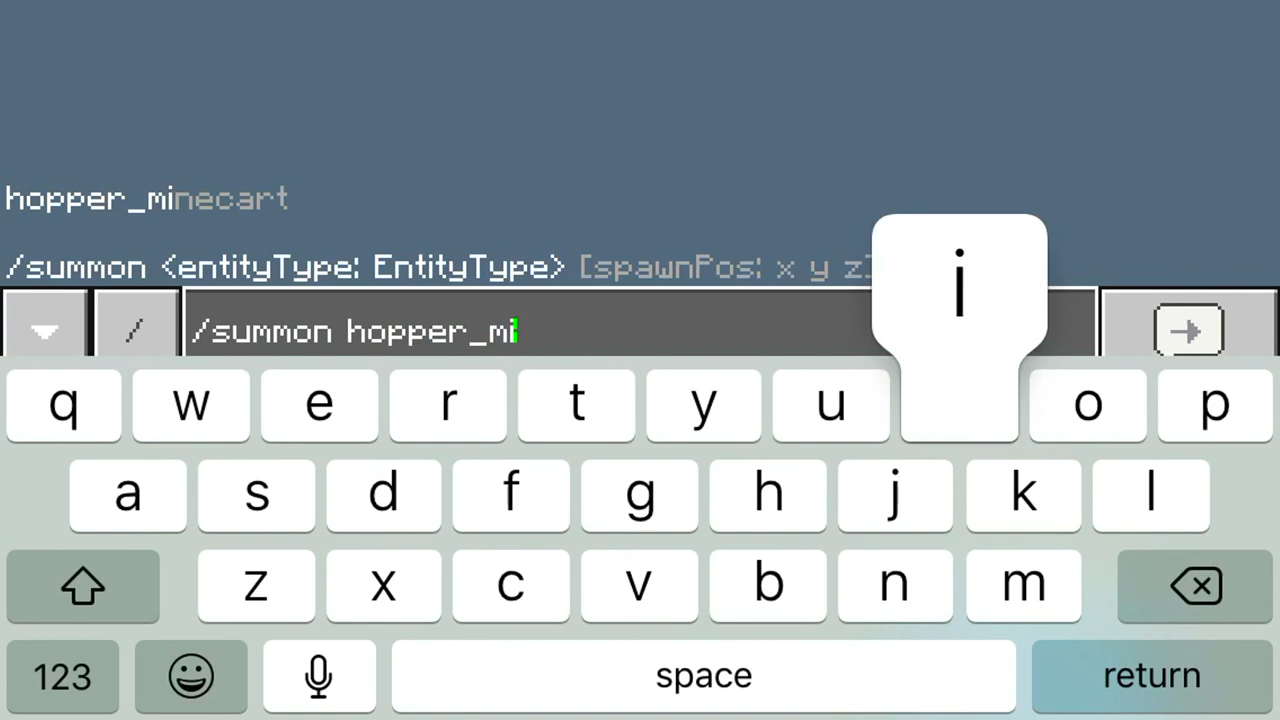 hopper_minecart
/summon <entityType: EntityType> [spawnPos: x y z]
/
/summon hopper_mi
i
q w e r t y u o p
a s d f g h j k l
z x c v b n m
123 space return